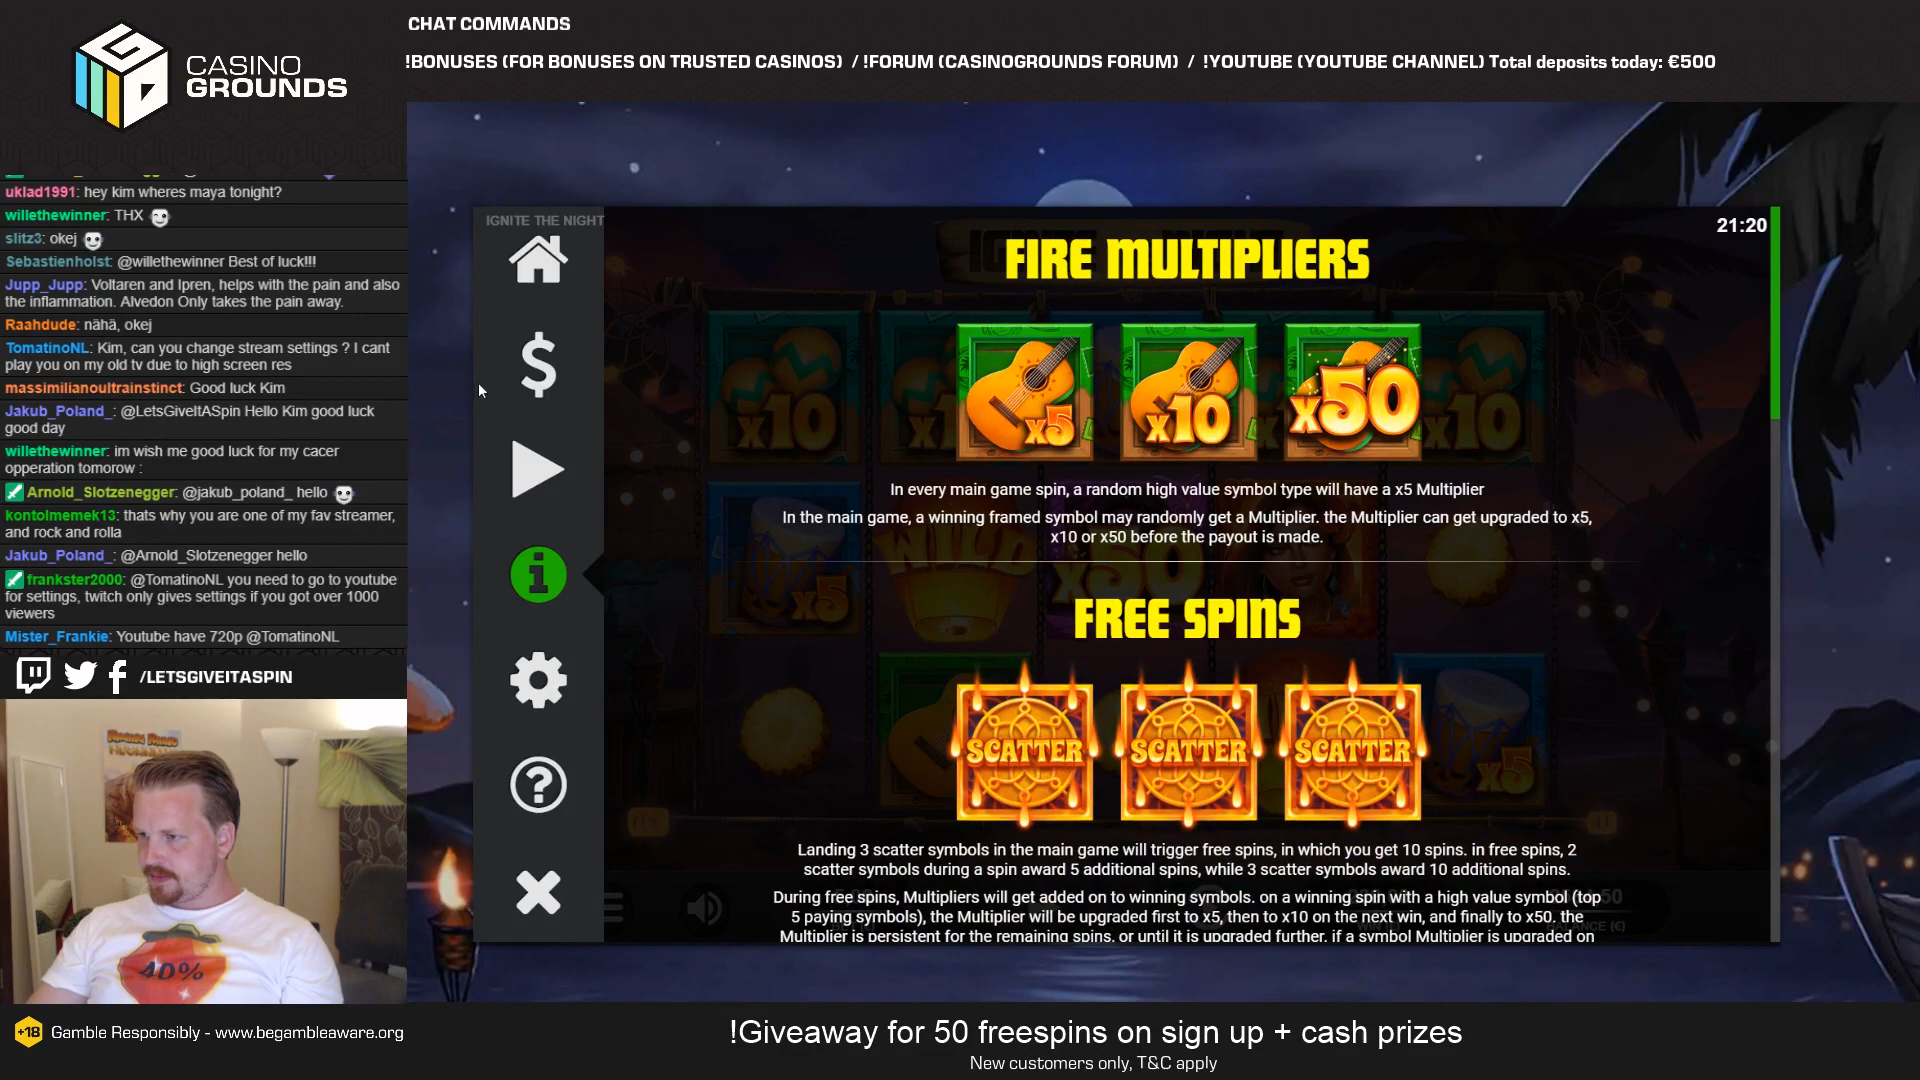 CHAT COMMANDS
!BONUSES (FOR BONUSES ON TRUSTED CASINOS) / !FORUM (CASINOGROUNDS FORUM) / !YOUTUBE (YOUTUBE CHANNEL) Total deposits today: €500
CASINO
GROUNDS
uklad1991: hey kim wheres maya tonight?
willethewinner: THX
slitz3: okej
Sebastienholst: @willethewinner Best of luck!!!
Jupp_Jupp: Voltaren and Ipren, helps with the pain and also
the inflammation. Alvedon Only takes the pain away.
Raahdude: nähä, okej
TomatinoNL: Kim, can you change stream settings ? I cant
play you on my old tv due to high screen res
massimilianoultrainstinct: Good luck Kim
Jakub_Poland_: @LetsGiveItASpin Hello Kim good luck
good day
willethewinner: im wish me good luck for my cacer
opperation tomorow :
Arnold_Slotzenegger: @jakub_poland_ hello
kontolmemek13: thats why you are one of my fav streamer,
and rock and rolla
Jakub_Poland_: @Arnold_Slotzenegger hello
frankster2000: @TomatinoNL you need to go to youtube
for settings, twitch only gives settings if you got over 1000
viewers
Mister_Frankie: Youtube have 720p @TomatinoNL
/LETSGIVEITASPIN
40%
IGNITE THE NIGHT
21:20
FIRE MULTIPLIERS
x5 x10 x50
x10 x10
In every main game spin, a random high value symbol type will have a x5 Multiplier
In the main game, a winning framed symbol may randomly get a Multiplier. the Multiplier can get upgraded to x5,
x10 or x50 before the payout is made.
x5 WILD x50
FREE SPINS
SCATTER SCATTER SCATTER
x5
Landing 3 scatter symbols in the main game will trigger free spins, in which you get 10 spins. in free spins, 2
scatter symbols during a spin award 5 additional spins, while 3 scatter symbols award 10 additional spins.
During free spins, Multipliers will get added on to winning symbols. on a winning spin with a high value symbol (top
5 paying symbols), the Multiplier will be upgraded first to x5, then to x10 on the next win, and finally to x50. the
Multiplier is persistent for the remaining spins, or until it is upgraded further. if a symbol Multiplier is upgraded on
+18 Gamble Responsibly - www.begambleaware.org
!Giveaway for 50 freespins on sign up + cash prizes
New customers only, T&C apply